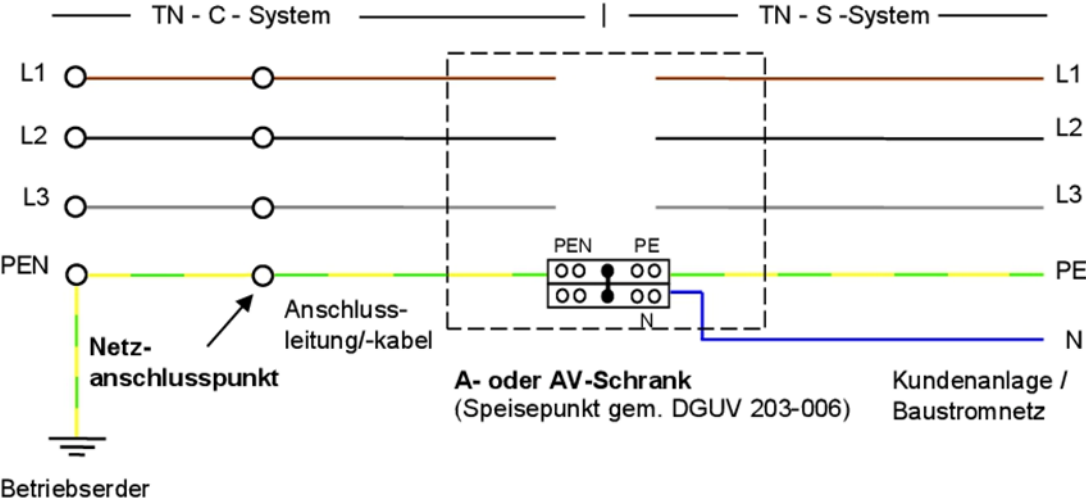 TN - C - System
TN - S -System
L1
L1
L2
L2
L3
L3
PEN PE
PEN
PE
N
N
Anschluss-
leitung/-kabel
Netz-
anschlusspunkt
A- oder AV-Schrank
(Speisepunkt gem. DGUV 203-006)
Kundenanlage /
Baustromnetz
Betriebserder